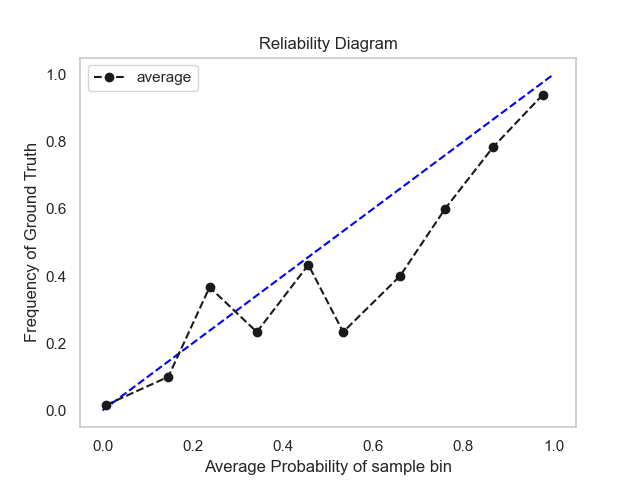 Reliability Diagram
average
Frequency of Ground Truth
1.0
0.8
0.6
0.4
0.2
0.0
0.0 0.2 0.4 0.6 0.8 1.0
Average Probability of sample bin